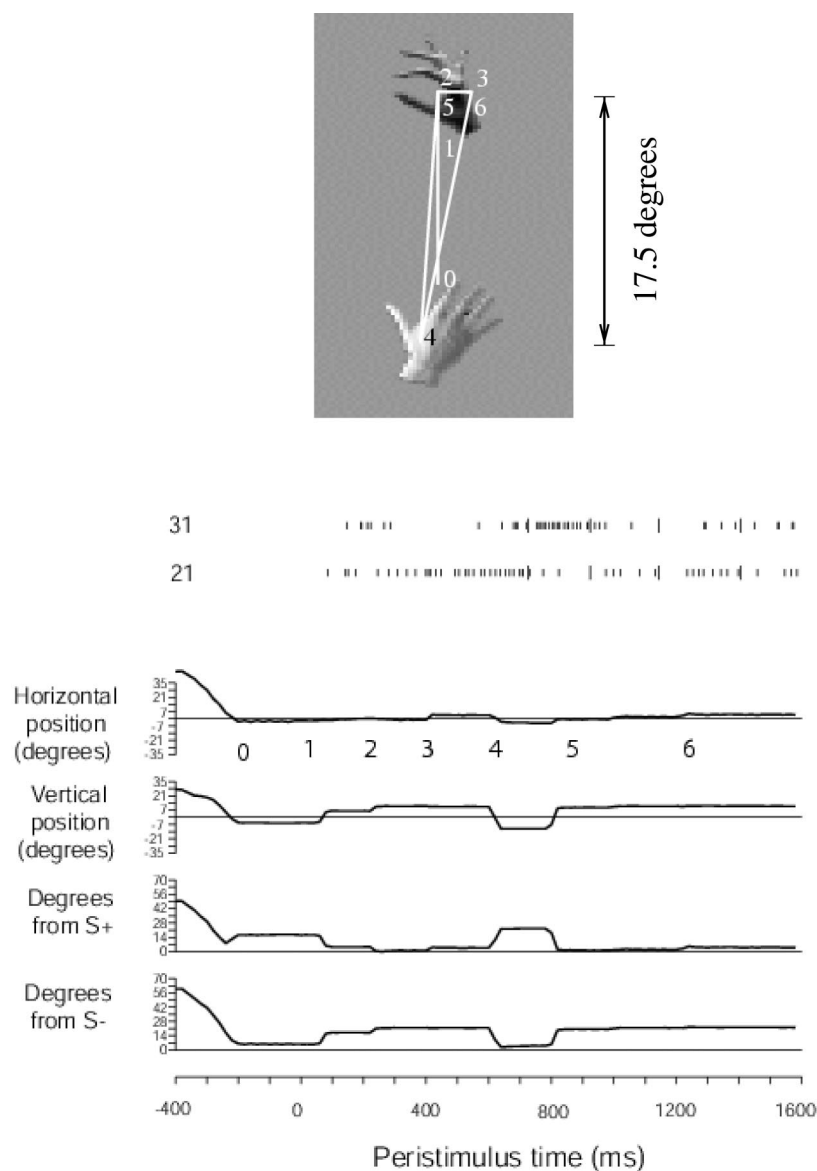 2 3
5 6
1
0
4
17.5 degrees
31
21
Horizontal
position
(degrees)
35
21
7
-7
-21
-35
0 1 2 3 4 5 6
Vertical
position
(degrees)
35
21
7
-7
-21
-35
Degrees
from S+
70
56
42
28
14
0
Degrees
from S-
70
56
42
28
14
0
-400 0 400 800 1200 1600
Peristimulus time (ms)